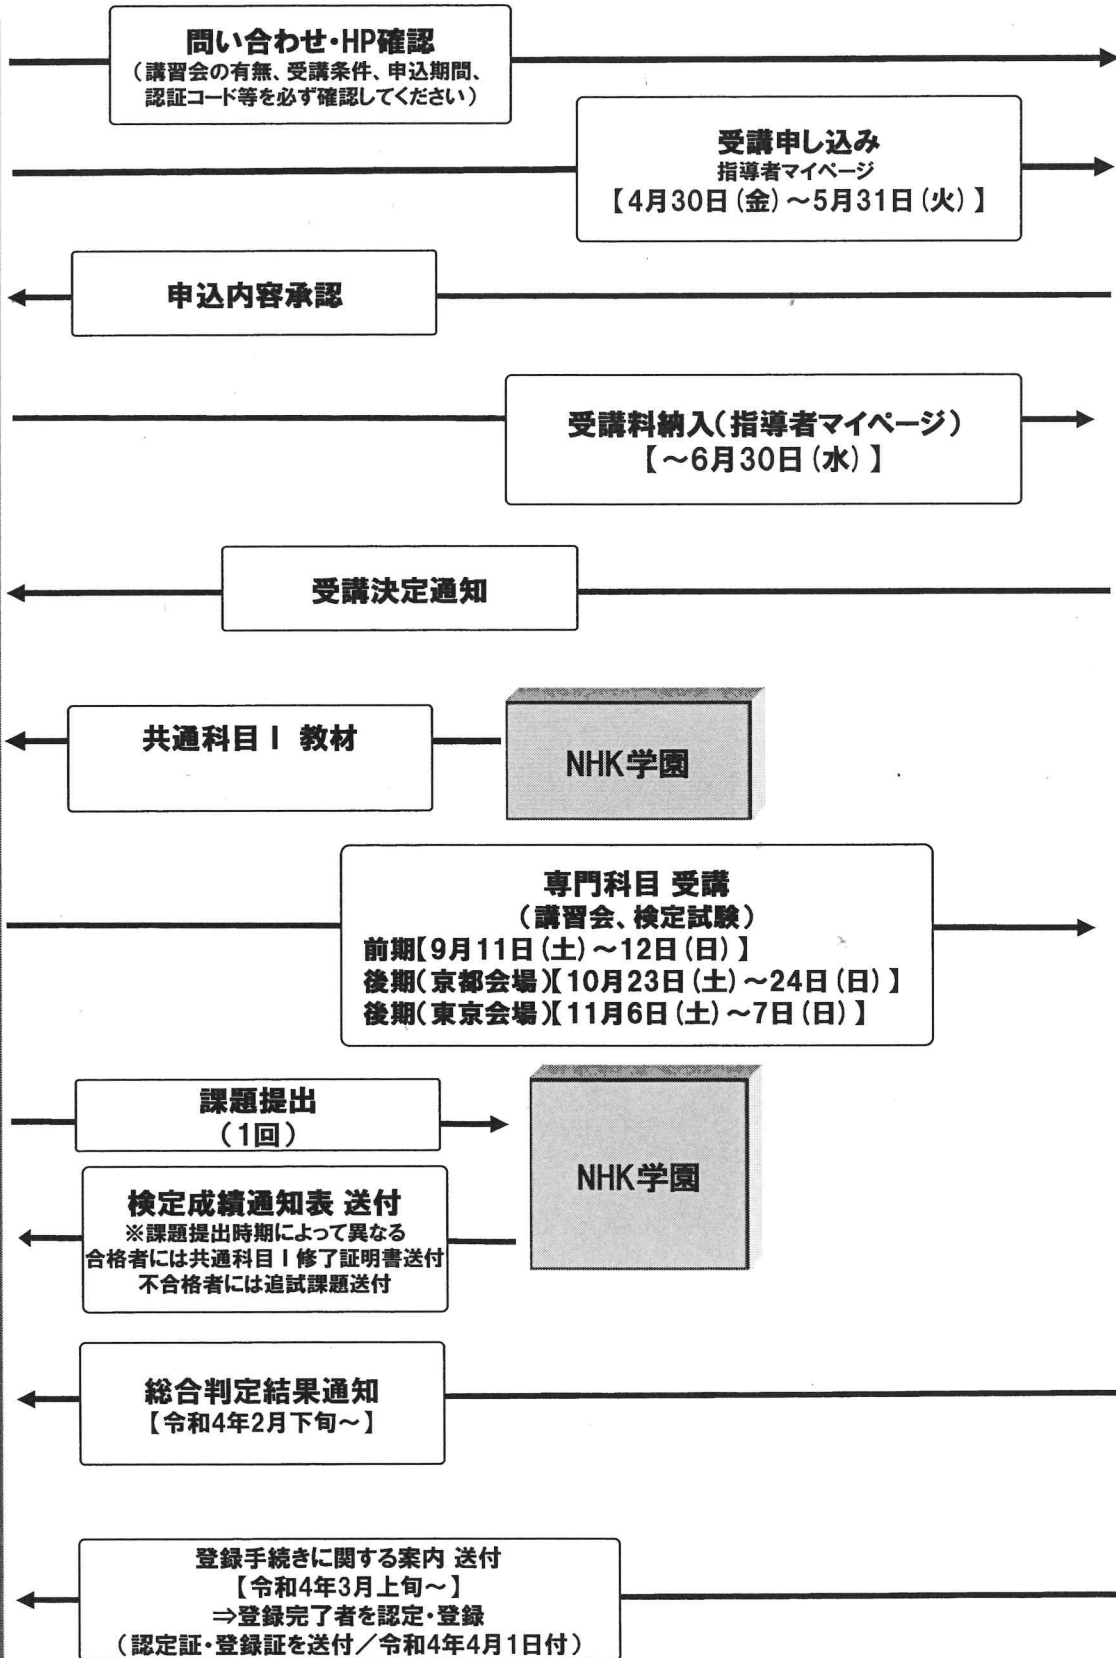 問い合わせ・HP確認
(講習会の有無、受講条件、申込期間、
認証コード等を必ず確認してください)
受講申し込み
指導者マイページ
【4月30日(金)～5月31日(火)】
申込内容承認
受講料納入(指導者マイページ)
【～6月30日(水)】
受講決定通知
共通科目Ⅰ 教材
NHK学園
専門科目 受講
(講習会、検定試験)
前期【9月11日(土)～12日(日)】
後期(京都会場)【10月23日(土)～24日(日)】
後期(東京会場)【11月6日(土)～7日(日)】
課題提出
(1回)
NHK学園
検定成績通知表 送付
※課題提出時期によって異なる
合格者には共通科目Ⅰ修了証明書送付
不合格者には追試課題送付
総合判定結果通知
【令和4年2月下旬～】
登録手続きに関する案内 送付
【令和4年3月上旬～】
⇒登録完了者を認定・登録
(認定証・登録証を送付／令和4年4月1日付)